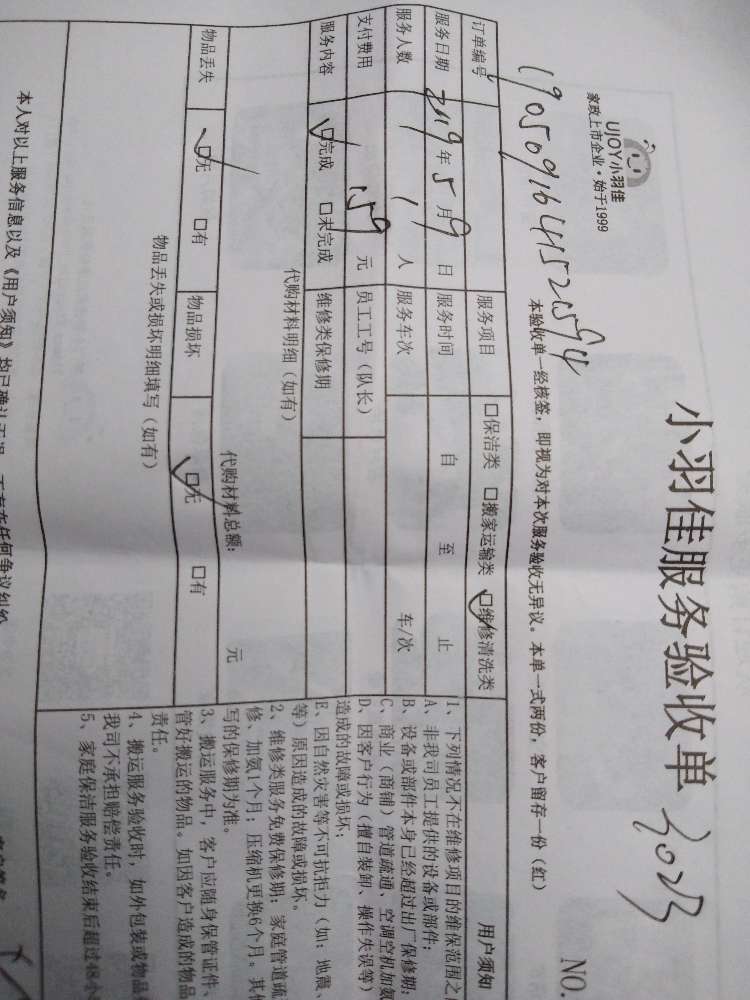 UJOY小羽佳
家政上市企业·始于1999
小羽佳服务验收单
3023
NO.
本验收单一经核签，即视为对本次服务验收无异议。本单一式两份，客户留存一份（红）
订单编号 19050916415
服务项目 □保洁类 □搬家运输类 □维修清洗类
服务日期 2019年5月9日 服务时间 自 至 止
服务人数 1 人 服务车次 车/次
支付费用 159 元 员工工号（队长）
服务内容 □完成 □未完成 维修类保修期
代购材料明细（如有）
代购材料总额： 元
物品丢失 □无 □有 物品损坏 □无 □有
物品丢失或损坏明细填写（如有）
本人对以上服务信息以及《用户须知》均已确认无误，不存在任何争议纠纷
用户须知
1、下列情况不在维修项目的维保范围之
A、非我司员工提供的设备或部件；
B、设备或部件本身已经超过出厂保修期；
C、商业（商铺）管道疏通、空调空机加氨
D、因客户行为（擅自装卸、操作失误等）
造成的故障或损坏；
E、因自然灾害等不可抗拒力（如：地震、
等）原因造成的故障或损坏。
2、维修类服务免费保修期：家庭管道疏
修、加氨1个月；压缩机更换6个月。其
写的保修期为准。
3、搬运服务中，客户应随身保管证件、
管好搬运的物品。如因客户造成的物品
责任。
4、搬运服务验收时，如外包装或物品
我司不承担赔偿责任。
5、家庭保洁服务验收结束后超过48小